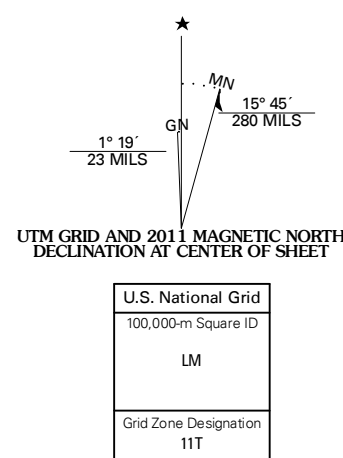 MN
GN
15° 45´
280 MILS
1° 19´
23 MILS
UTM GRID AND 2011 MAGNETIC NORTH
DECLINATION AT CENTER OF SHEET
U.S. National Grid
100,000-m Square ID
LM
Grid Zone Designation
11T